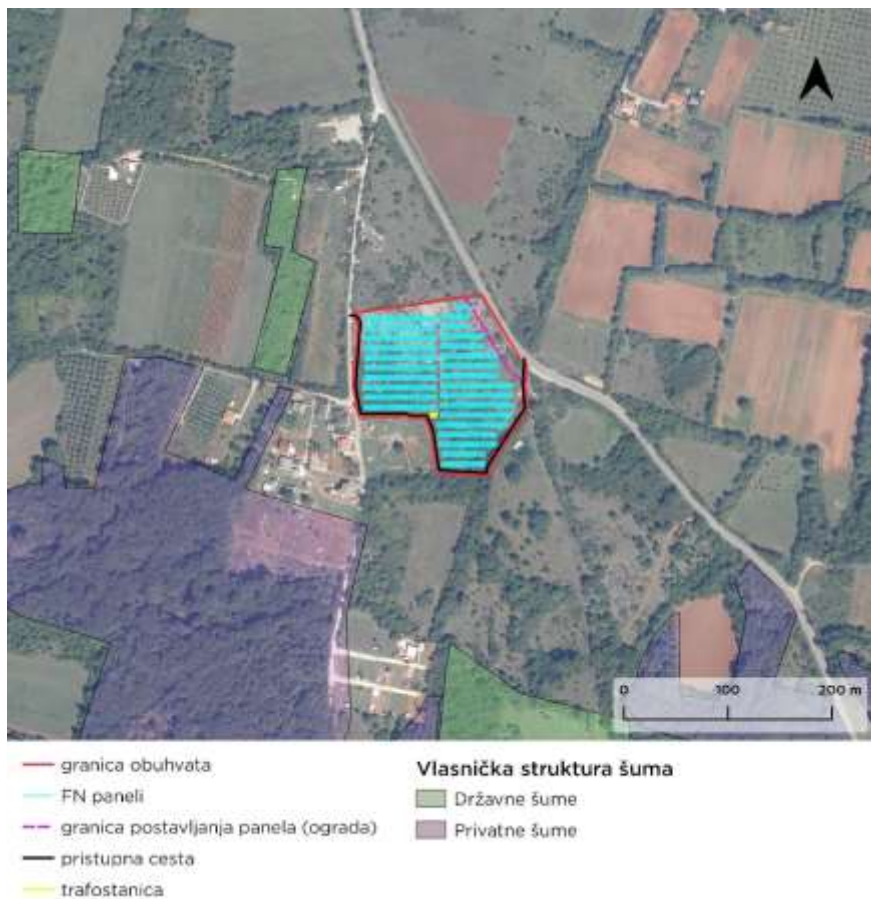 0 100 200 m
granica obuhvata
FN paneli
granica postavljanja panela (ograda)
pristupna cesta
trafostanica
Vlasnička struktura šuma
Državne šume
Privatne šume